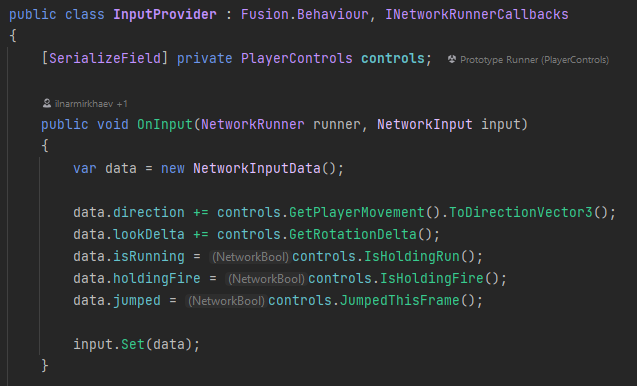 public class InputProvider : Fusion.Behaviour, INetworkRunnerCallbacks
{
[SerializeField] private PlayerControls controls; Prototype Runner (PlayerControls)
ilnarmirkhaev +1
public void OnInput(NetworkRunner runner, NetworkInput input)
{
var data = new NetworkInputData();
data.direction += controls.GetPlayerMovement().ToDirectionVector3();
data.lookDelta += controls.GetRotationDelta();
data.isRunning = (NetworkBool)controls.IsHoldingRun();
data.holdingFire = (NetworkBool)controls.IsHoldingFire();
data.jumped = (NetworkBool)controls.JumpedThisFrame();
input.Set(data);
}